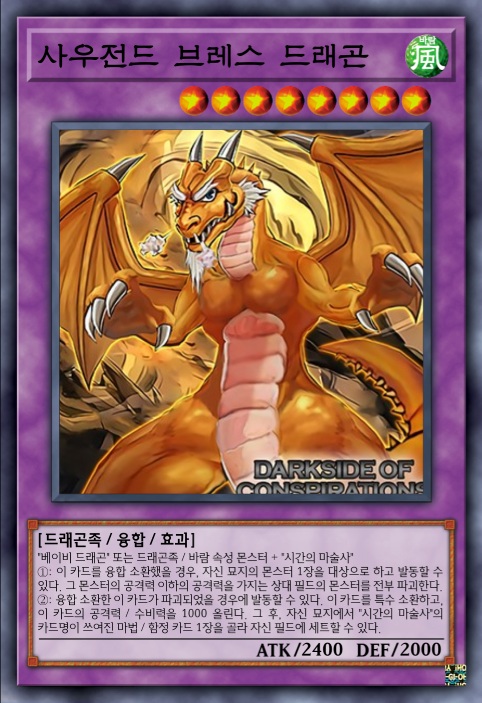 사우전드 브레스 드래곤
바람
風
DARKSIDE OF
CONSPIRATIONS
[드래곤족 / 융합 / 효과]
"베이비 드래곤" 또는 드래곤족 / 바람 속성 몬스터 + "시간의 마술사"
①: 이 카드를 융합 소환했을 경우, 자신 묘지의 몬스터 1장을 대상으로 하고 발동할 수
있다. 그 몬스터의 공격력 이하의 공격력을 가지는 상대 필드의 몬스터를 전부 파괴한다.
②: 융합 소환한 이 카드가 파괴되었을 경우에 발동할 수 있다. 이 카드를 특수 소환하고,
이 카드의 공격력 / 수비력을 1000 올린다. 그 후, 자신 묘지에서 "시간의 마술사"의
카드명이 쓰여진 마법 / 함정 카드 1장을 골라 자신 필드에 세트할 수 있다.
ATK/2400 DEF/2000